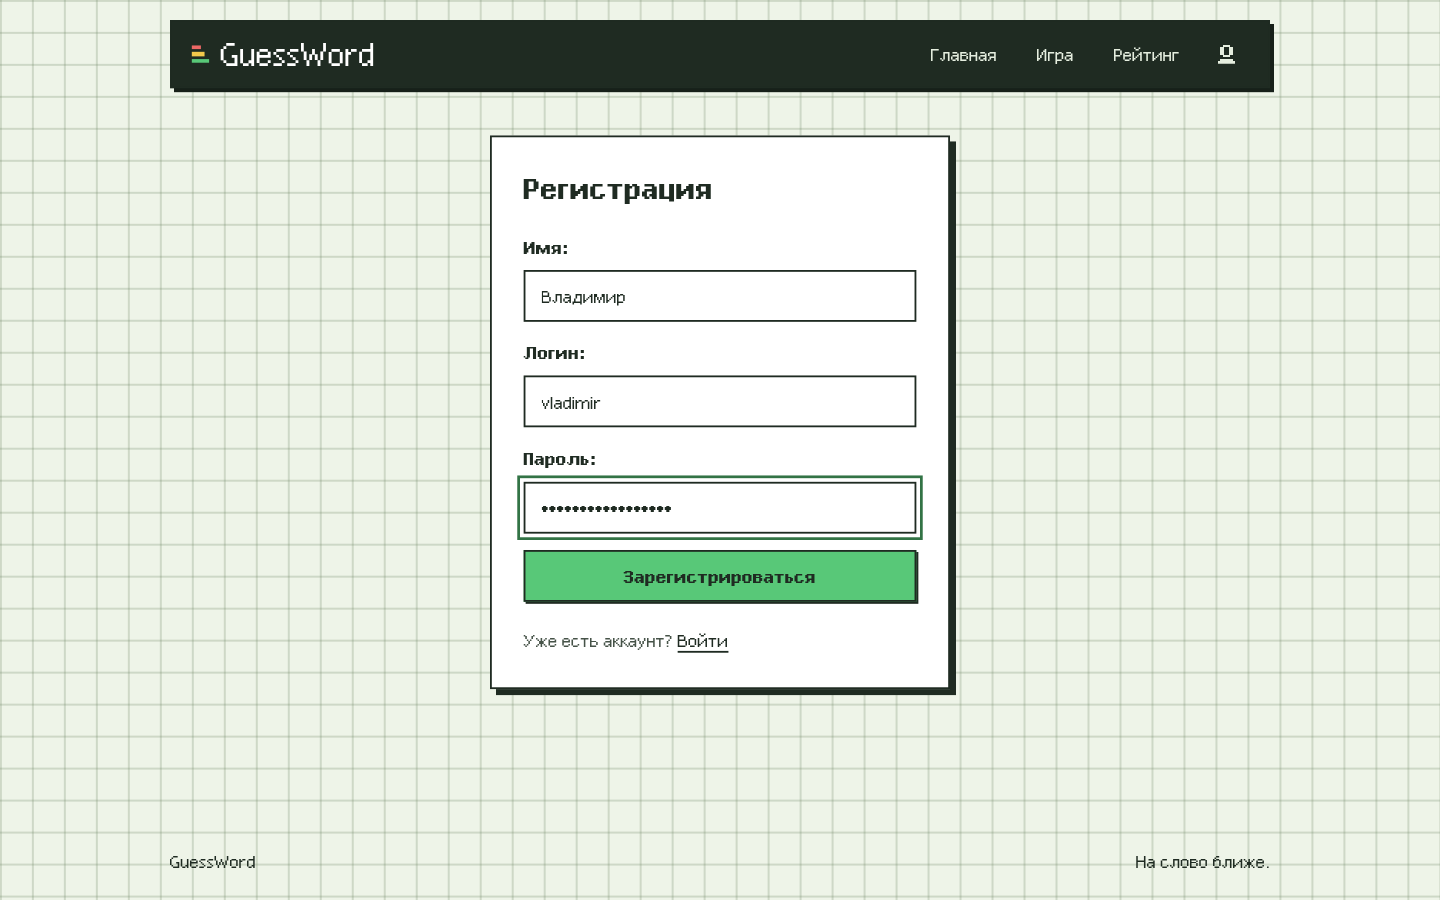 GuessWord
Главная
Игра
Рейтинг
Регистрация
Имя:
Владимир
Логин:
vladimir
Пароль:
•••••••••••••••••
Зарегистрироваться
Уже есть аккаунт? Войти
GuessWord
На слово ближе.